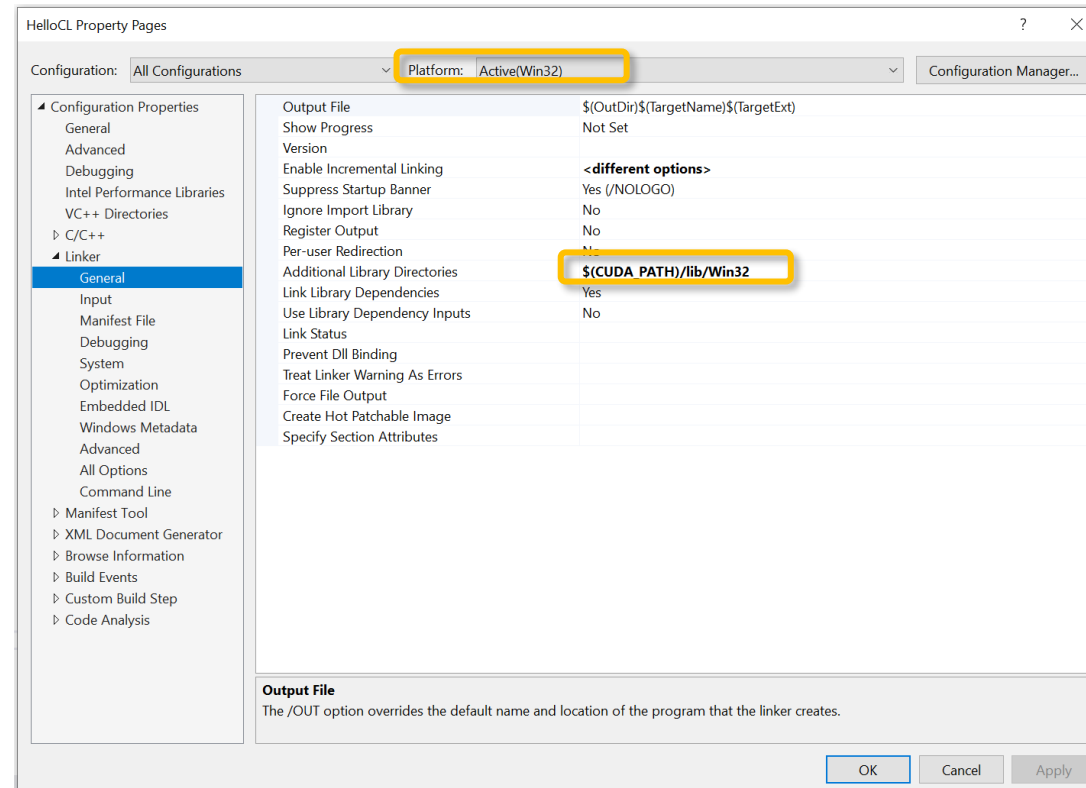 HelloCL Property Pages ? ×
Configuration: All Configurations Platform: Active(Win32) Configuration Manager...
Configuration Properties
General
Advanced
Debugging
Intel Performance Libraries
VC++ Directories
C/C++
Linker
General
Input
Manifest File
Debugging
System
Optimization
Embedded IDL
Windows Metadata
Advanced
All Options
Command Line
Manifest Tool
XML Document Generator
Browse Information
Build Events
Custom Build Step
Code Analysis
Output File $(OutDir)$(TargetName)$(TargetExt)
Show Progress Not Set
Version
Enable Incremental Linking <different options>
Suppress Startup Banner Yes (/NOLOGO)
Ignore Import Library No
Register Output No
Per-user Redirection No
Additional Library Directories $(CUDA_PATH)/lib/Win32
Link Library Dependencies Yes
Use Library Dependency Inputs No
Link Status
Prevent Dll Binding
Treat Linker Warning As Errors
Force File Output
Create Hot Patchable Image
Specify Section Attributes
Output File
The /OUT option overrides the default name and location of the program that the linker creates.
OK Cancel Apply